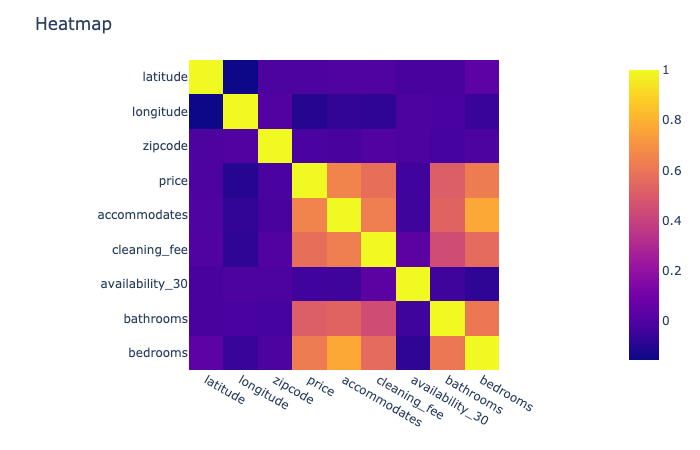 Heatmap
latitude
longitude
zipcode
price
accommodates
cleaning_fee
availability_30
bathrooms
bedrooms
latitude
longitude
zipcode
price
accommodates
cleaning_fee
availability_30
bathrooms
bedrooms
1
0.8
0.6
0.4
0.2
0